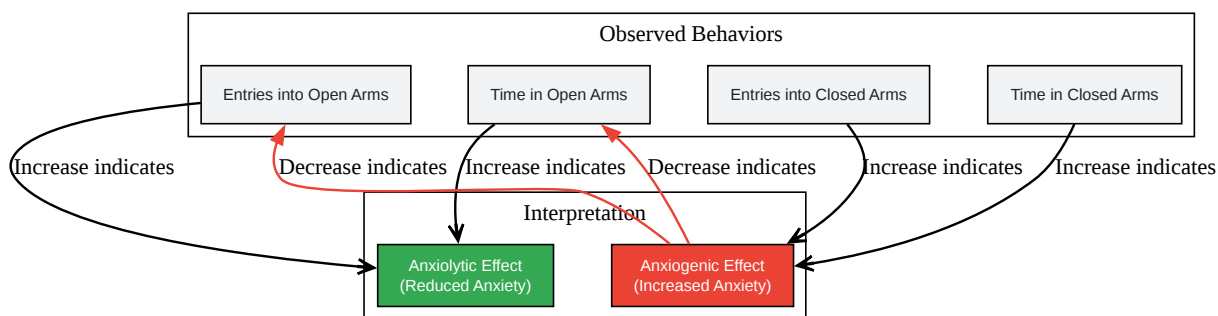 Observed Behaviors
Entries into Open Arms
Time in Open Arms
Entries into Closed Arms
Time in Closed Arms
Increase indicates
Decrease indicates
Increase indicates
Decrease indicates
Increase indicates
Increase indicates
Interpretation
Anxiolytic Effect
(Reduced Anxiety)
Anxiogenic Effect
(Increased Anxiety)